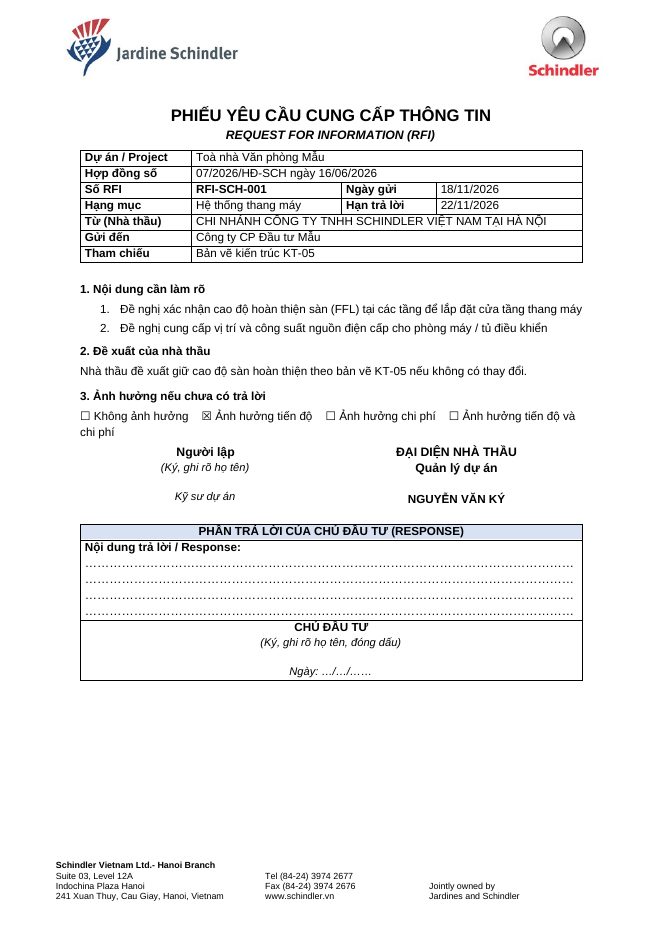 Jardine Schindler
Schindler
PHIẾU YÊU CẦU CUNG CẤP THÔNG TIN
REQUEST FOR INFORMATION (RFI)
Dự án / Project Toà nhà Văn phòng Mẫu
Hợp đồng số 07/2026/HĐ-SCH ngày 16/06/2026
Số RFI RFI-SCH-001 Ngày gửi 18/11/2026
Hạng mục Hệ thống thang máy Hạn trả lời 22/11/2026
Từ (Nhà thầu) CHI NHÁNH CÔNG TY TNHH SCHINDLER VIỆT NAM TẠI HÀ NỘI
Gửi đến Công ty CP Đầu tư Mẫu
Tham chiếu Bản vẽ kiến trúc KT-05
1. Nội dung cần làm rõ
1. Đề nghị xác nhận cao độ hoàn thiện sàn (FFL) tại các tầng để lắp đặt cửa tầng thang máy
2. Đề nghị cung cấp vị trí và công suất nguồn điện cấp cho phòng máy / tủ điều khiển
2. Đề xuất của nhà thầu
Nhà thầu đề xuất giữ cao độ sàn hoàn thiện theo bản vẽ KT-05 nếu không có thay đổi.
3. Ảnh hưởng nếu chưa có trả lời
☐ Không ảnh hưởng ☒ Ảnh hưởng tiến độ ☐ Ảnh hưởng chi phí ☐ Ảnh hưởng tiến độ và
chi phí
Người lập ĐẠI DIỆN NHÀ THẦU
(Ký, ghi rõ họ tên) Quản lý dự án
Kỹ sư dự án NGUYỄN VĂN KÝ
PHẦN TRẢ LỜI CỦA CHỦ ĐẦU TƯ (RESPONSE)
Nội dung trả lời / Response:
……………………………………………………………………………………
……………………………………………………………………………………
……………………………………………………………………………………
……………………………………………………………………………………
CHỦ ĐẦU TƯ
(Ký, ghi rõ họ tên, đóng dấu)
Ngày: …/…/……
Schindler Vietnam Ltd.- Hanoi Branch
Suite 03, Level 12A Tel (84-24) 3974 2677
Indochina Plaza Hanoi Fax (84-24) 3974 2676 Jointly owned by
241 Xuan Thuy, Cau Giay, Hanoi, Vietnam www.schindler.vn Jardines and Schindler